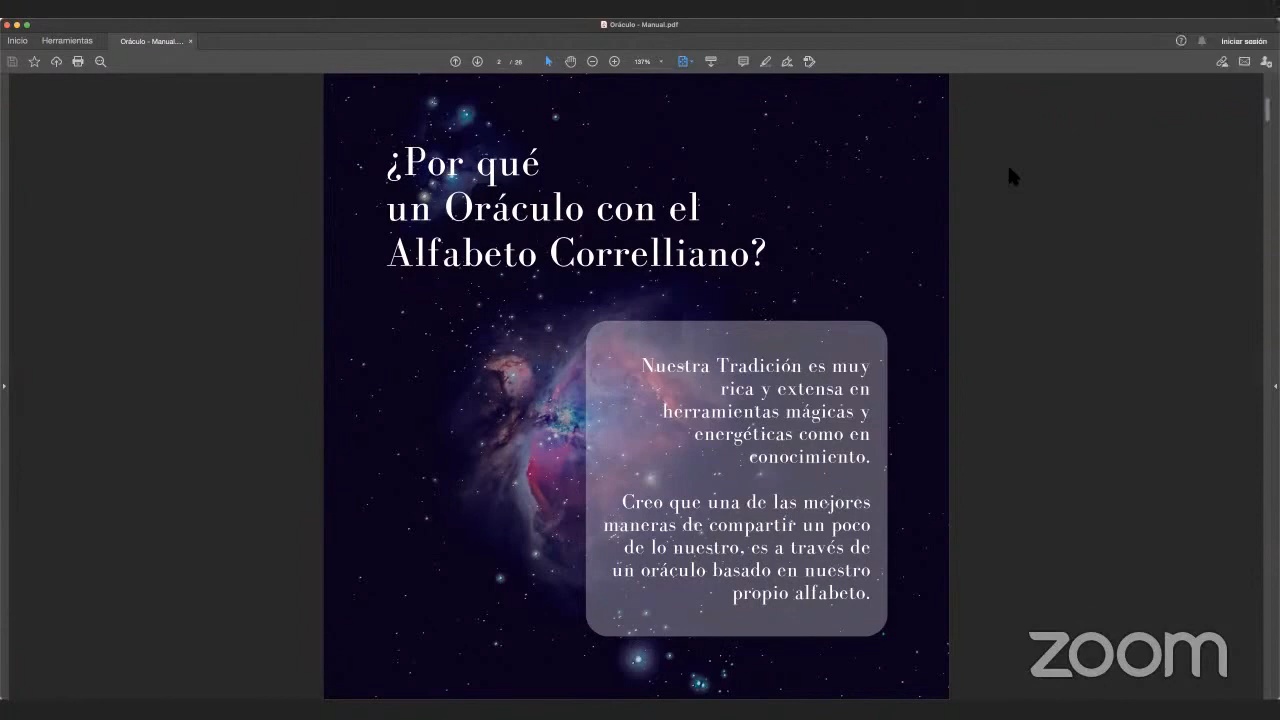 Oráculo - Manual.pdf
Inicio Herramientas Oráculo - Manual.... × Iniciar sesión
2 / 26 137%
¿Por qué
un Oráculo con el
Alfabeto Correlliano?
Nuestra Tradición es muy
rica y extensa en
herramientas mágicas y
energéticas como en
conocimiento.
Creo que una de las mejores
maneras de compartir un poco
de lo nuestro, es a través de
un oráculo basado en nuestro
propio alfabeto.
zoom